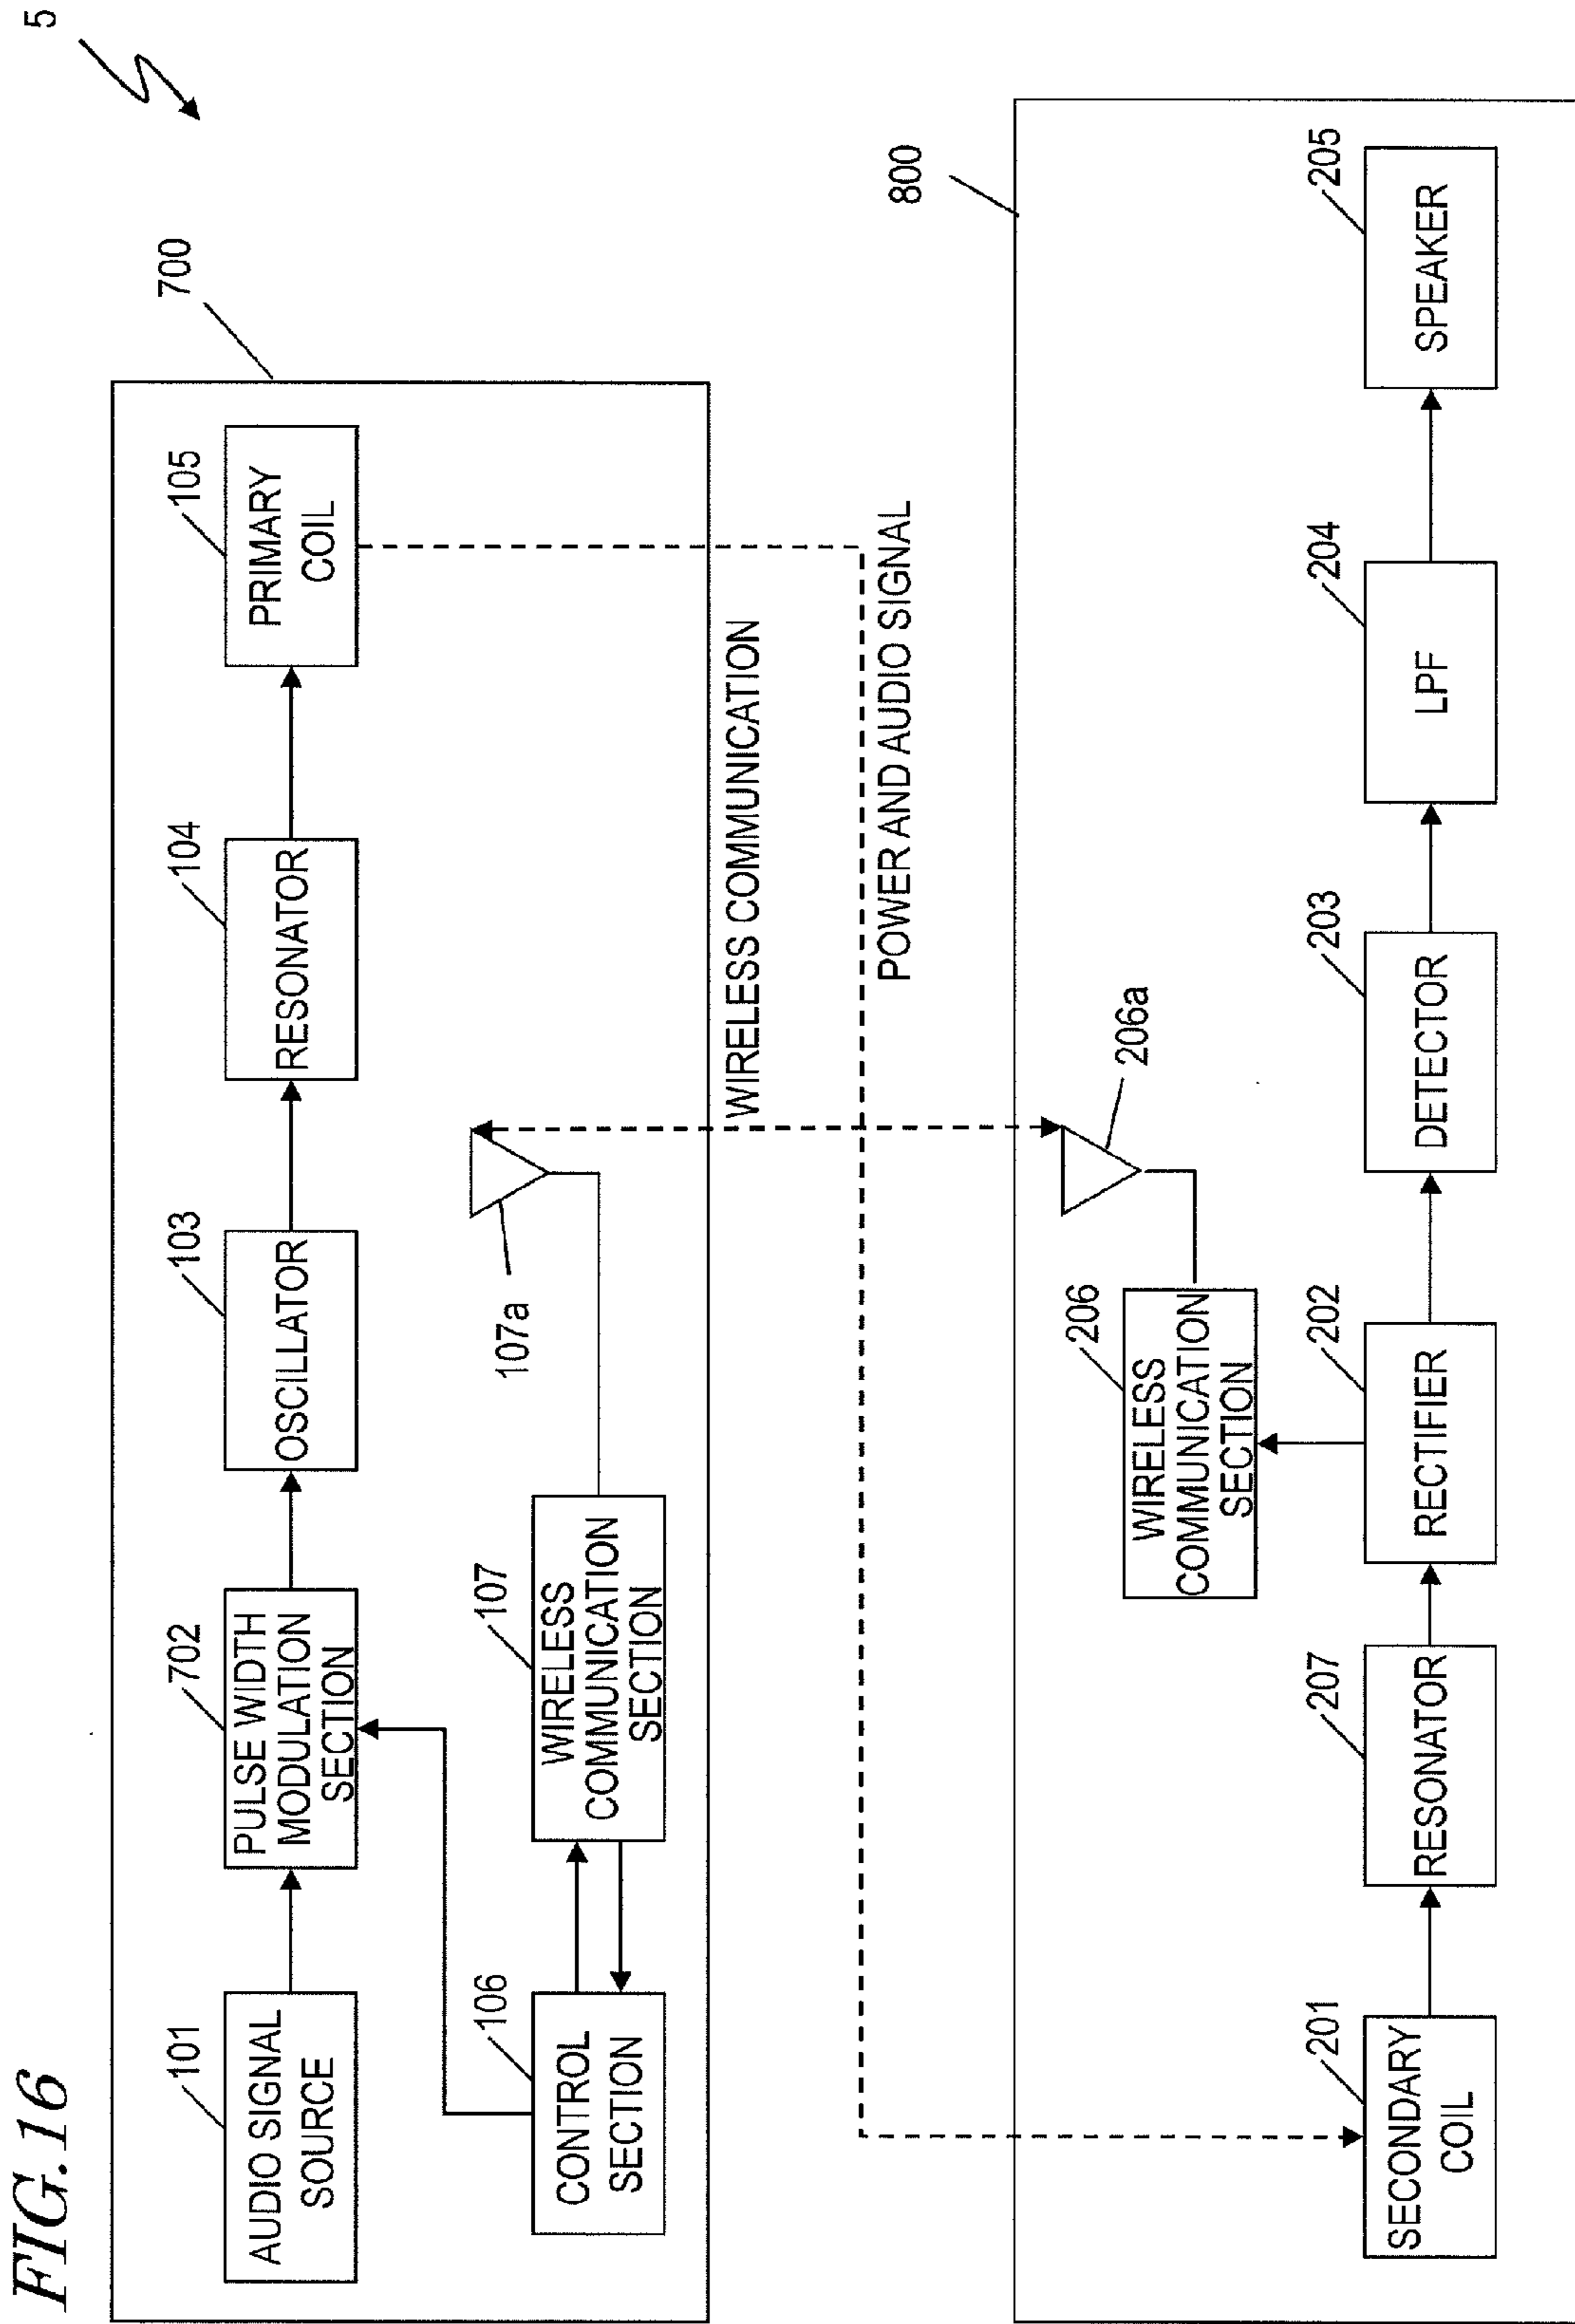 FIG.16
5
700
101
AUDIO SIGNAL
SOURCE
702
PULSE WIDTH
MODULATION
SECTION
103
OSCILLATOR
104
RESONATOR
105
PRIMARY
COIL
106
CONTROL
SECTION
107
WIRELESS
COMMUNICATION
SECTION
107a
WIRELESS COMMUNICATION
POWER AND AUDIO SIGNAL
800
206
WIRELESS
COMMUNICATION
SECTION
206a
201
SECONDARY
COIL
207
RESONATOR
202
RECTIFIER
203
DETECTOR
204
LPF
205
SPEAKER